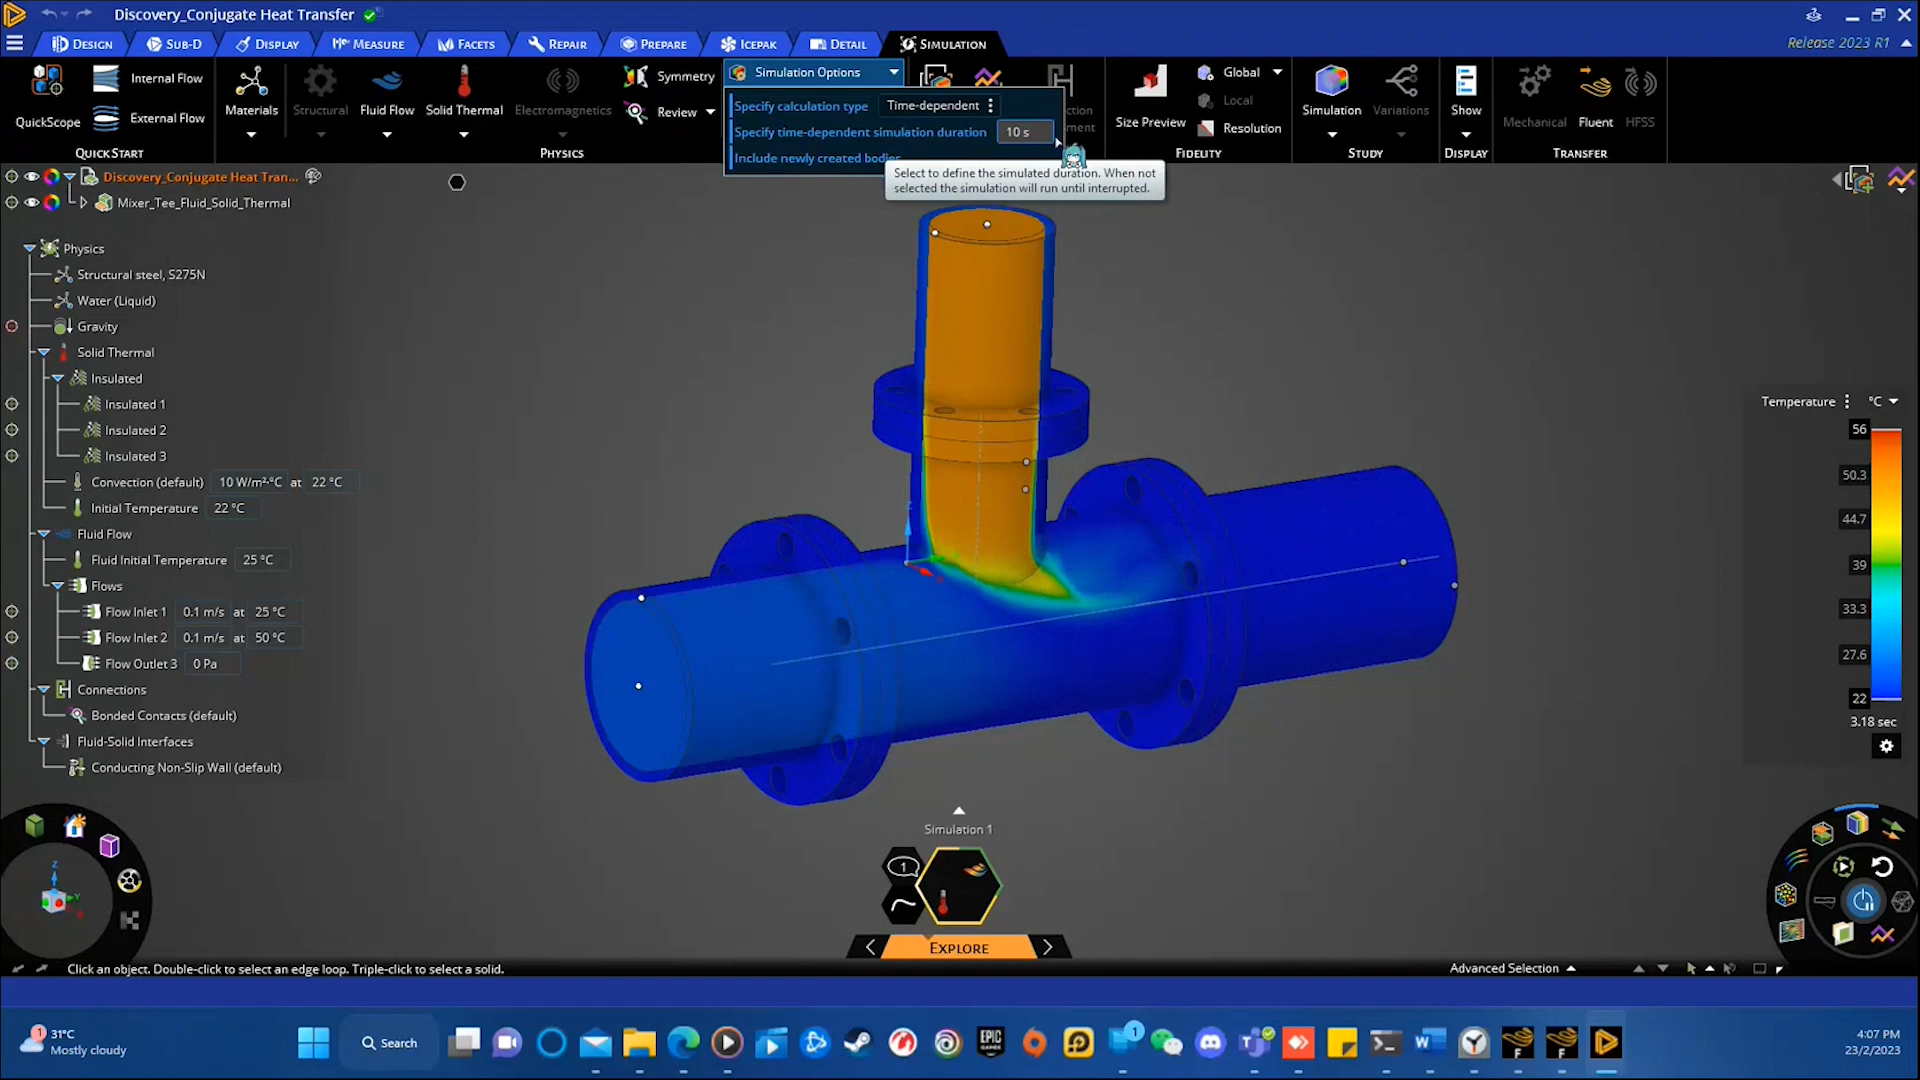 Discovery_Conjugate Heat Transfer
Release 2023 R1
DESIGN
SUB-D
DISPLAY
MEASURE
FACETS
REPAIR
PREPARE
ICEPAK
DETAIL
SIMULATION
QuickScope
Internal Flow
External Flow
QUICKSTART
Materials
Structural
Fluid Flow
Solid Thermal
Electromagnetics
Symmetry
Review
PHYSICS
Simulation Options
Specify calculation type
Time-dependent
Specify time-dependent simulation duration
10 s
Include newly created bodies
Select to define the simulated duration. When not
selected the simulation will run until interrupted.
Size Preview
Global
Local
Resolution
FIDELITY
Simulation
Variations
STUDY
Show
DISPLAY
Mechanical
Fluent
HFSS
TRANSFER
Discovery_Conjugate Heat Tran...
Mixer_Tee_Fluid_Solid_Thermal
Physics
Structural steel, S275N
Water (Liquid)
Gravity
Solid Thermal
Insulated
Insulated 1
Insulated 2
Insulated 3
Convection (default) 10 W/m²·°C at 22 °C
Initial Temperature 22 °C
Fluid Flow
Fluid Initial Temperature 25 °C
Flows
Flow Inlet 1 0.1 m/s at 25 °C
Flow Inlet 2 0.1 m/s at 50 °C
Flow Outlet 3 0 Pa
Connections
Bonded Contacts (default)
Fluid-Solid Interfaces
Conducting Non-Slip Wall (default)
Temperature °C
56
50.3
44.7
39
33.3
27.6
22
3.18 sec
Z
Simulation 1
1
EXPLORE
Click an object. Double-click to select an edge loop. Triple-click to select a solid.
Advanced Selection
1
31°C
Mostly cloudy
Search
EPIC
GAMES
1
4:07 PM
23/2/2023